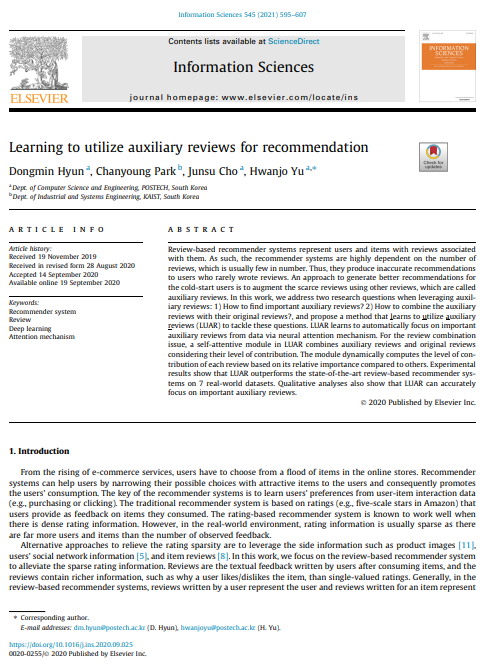 Information Sciences 545 (2021) 595–607
Contents lists available at ScienceDirect
Information Sciences
journal homepage: www.elsevier.com/locate/ins
ELSEVIER
INFORMATION
SCIENCES
Learning to utilize auxiliary reviews for recommendation
Check for
updates
Dongmin Hyun a, Chanyoung Park b, Junsu Cho a, Hwanjo Yu a,*
a Dept. of Computer Science and Engineering, POSTECH, South Korea
b Dept. of Industrial and Systems Engineering, KAIST, South Korea
ARTICLE INFO
Article history:
Received 19 November 2019
Received in revised form 28 August 2020
Accepted 14 September 2020
Available online 19 September 2020
Keywords:
Recommender system
Review
Deep learning
Attention mechanism
ABSTRACT
Review-based recommender systems represent users and items with reviews associated
with them. As such, the recommender systems are highly dependent on the number of
reviews, which is usually few in number. Thus, they produce inaccurate recommendations
to users who rarely wrote reviews. An approach to generate better recommendations for
the cold-start users is to augment the scarce reviews using other reviews, which are called
auxiliary reviews. In this work, we address two research questions when leveraging auxil-
iary reviews: 1) How to find important auxiliary reviews? 2) How to combine the auxiliary
reviews with their original reviews?, and propose a method that learns to utilize auxiliary
reviews (LUAR) to tackle these questions. LUAR learns to automatically focus on important
auxiliary reviews from data via neural attention mechanism. For the review combination
issue, a self-attentive module in LUAR combines auxiliary reviews and original reviews
considering their level of contribution. The module dynamically computes the level of con-
tribution of each review based on its relative importance compared to others. Experimental
results show that LUAR outperforms the state-of-the-art review-based recommender sys-
tems on 7 real-world datasets. Qualitative analyses also show that LUAR can accurately
focus on important auxiliary reviews.
© 2020 Published by Elsevier Inc.
1. Introduction
From the rising of e-commerce services, users have to choose from a flood of items in the online stores. Recommender
systems can help users by narrowing their possible choices with attractive items to the users and consequently promotes
the users' consumption. The key of the recommender systems is to learn users' preferences from user-item interaction data
(e.g., purchasing or clicking). The traditional recommender system is based on ratings (e.g., five-scale stars in Amazon) that
users provide as feedback on items they consumed. The rating-based recommender system is known to work well when
there is dense rating information. However, in the real-world environment, rating information is usually sparse as there
are far more users and items than the number of observed feedback.
Alternative approaches to relieve the rating sparsity are to leverage the side information such as product images [11],
users' social network information [5], and item reviews [8]. In this work, we focus on the review-based recommender system
to alleviate the sparse rating information. Reviews are the textual feedback written by users after consuming items, and the
reviews contain richer information, such as why a user likes/dislikes the item, than single-valued ratings. Generally, in the
review-based recommender systems, reviews written by a user represent the user and reviews written for an item represent
* Corresponding author.
E-mail addresses: dm.hyun@postech.ac.kr (D. Hyun), hwanjoyu@postech.ac.kr (H. Yu).
https://doi.org/10.1016/j.ins.2020.09.025
0020-0255/© 2020 Published by Elsevier Inc.